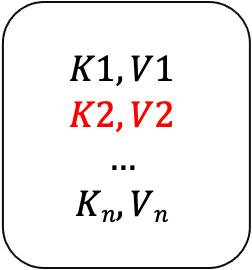 K1, V1
K2, V2
...
Kₙ, Vₙ